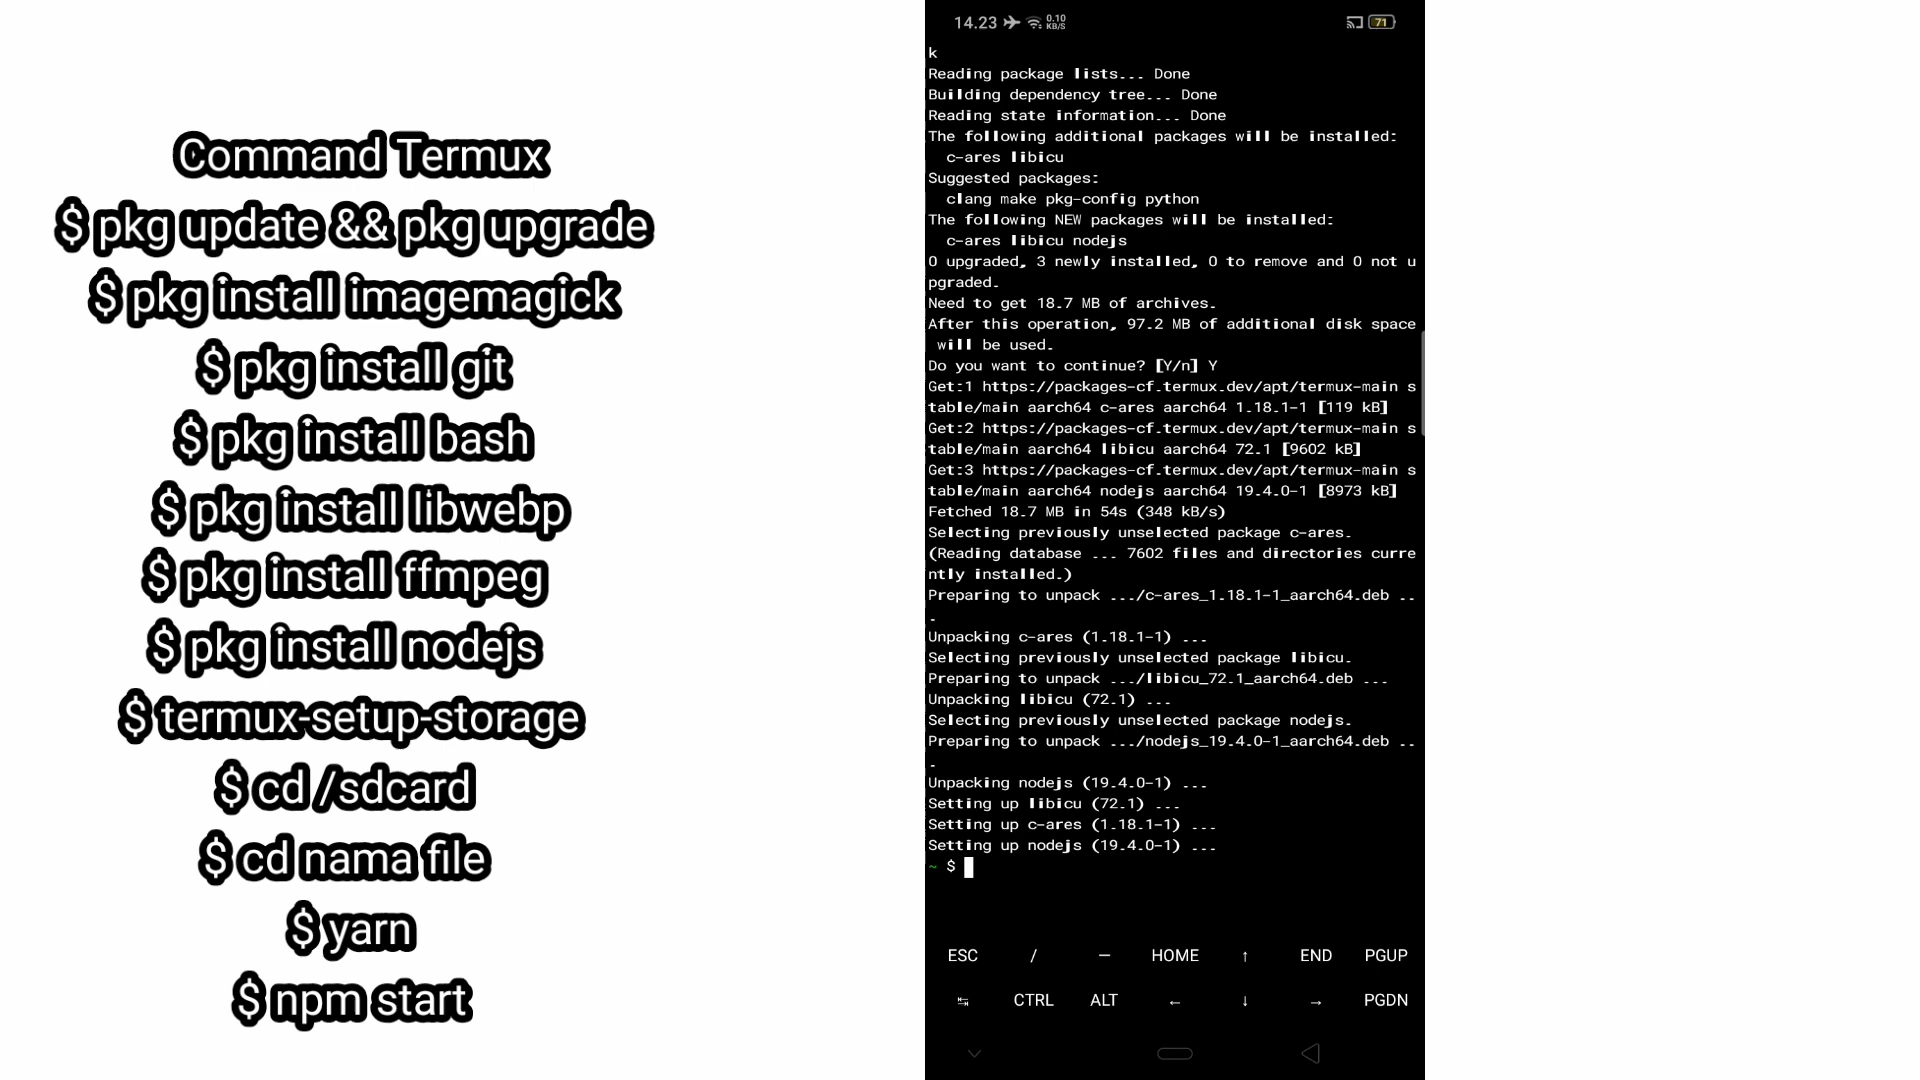 Command Termux
$ pkg update && pkg upgrade
$ pkg install imagemagick
$ pkg install git
$ pkg install bash
$ pkg install libwebp
$ pkg install ffmpeg
$ pkg install nodejs
$ termux-setup-storage
$ cd /sdcard
$ cd nama file
$ yarn
$ npm start
14.23 0.10 KB/S 71
k
Reading package lists... Done
Building dependency tree... Done
Reading state information... Done
The following additional packages will be installed:
c-ares libicu
Suggested packages:
clang make pkg-config python
The following NEW packages will be installed:
c-ares libicu nodejs
0 upgraded, 3 newly installed, 0 to remove and 0 not u
pgraded.
Need to get 18.7 MB of archives.
After this operation, 97.2 MB of additional disk space
will be used.
Do you want to continue? [Y/n] Y
Get:1 https://packages-cf.termux.dev/apt/termux-main s
table/main aarch64 c-ares aarch64 1.18.1-1 [119 kB]
Get:2 https://packages-cf.termux.dev/apt/termux-main s
table/main aarch64 libicu aarch64 72.1 [9602 kB]
Get:3 https://packages-cf.termux.dev/apt/termux-main s
table/main aarch64 nodejs aarch64 19.4.0-1 [8973 kB]
Fetched 18.7 MB in 54s (348 kB/s)
Selecting previously unselected package c-ares.
(Reading database ... 7602 files and directories curre
ntly installed.)
Preparing to unpack .../c-ares_1.18.1-1_aarch64.deb ..
.
Unpacking c-ares (1.18.1-1) ...
Selecting previously unselected package libicu.
Preparing to unpack .../libicu_72.1_aarch64.deb ...
Unpacking libicu (72.1) ...
Selecting previously unselected package nodejs.
Preparing to unpack .../nodejs_19.4.0-1_aarch64.deb ..
.
Unpacking nodejs (19.4.0-1) ...
Setting up libicu (72.1) ...
Setting up c-ares (1.18.1-1) ...
Setting up nodejs (19.4.0-1) ...
~ $
ESC / — HOME ↑ END PGUP
↹ CTRL ALT ← ↓ → PGDN